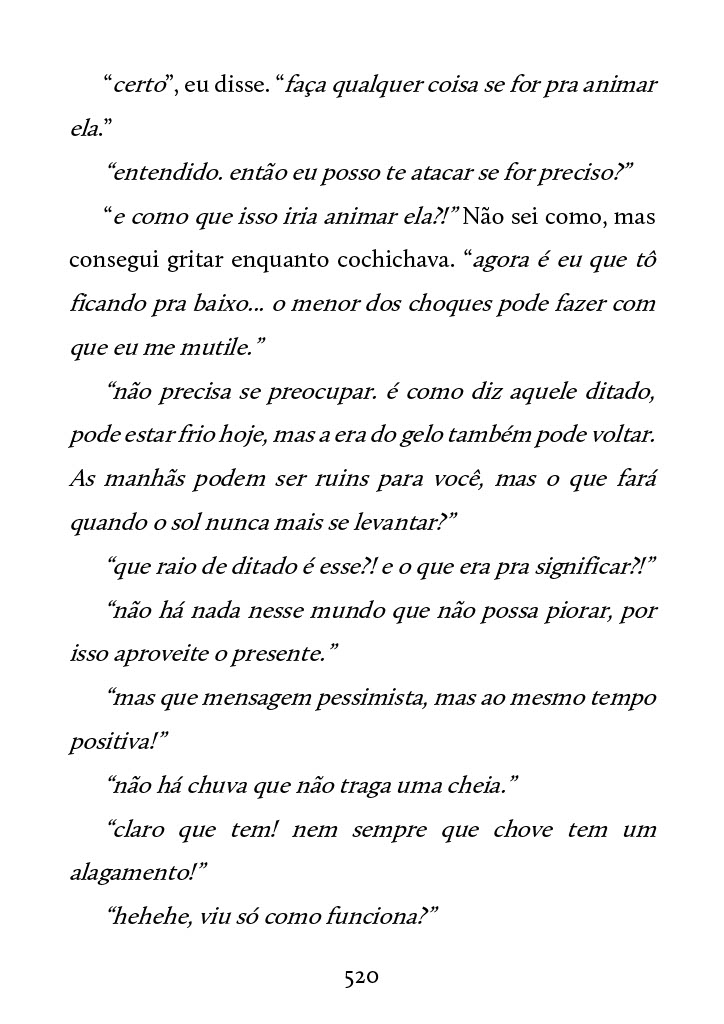 “certo”, eu disse. “faça qualquer coisa se for pra animar
ela.”
“entendido. então eu posso te atacar se for preciso?”
“e como que isso iria animar ela?!” Não sei como, mas
consegui gritar enquanto cochichava. “agora é eu que tô
ficando pra baixo... o menor dos choques pode fazer com
que eu me mutile.”
“não precisa se preocupar. é como diz aquele ditado,
pode estar frio hoje, mas a era do gelo também pode voltar.
As manhãs podem ser ruins para você, mas o que fará
quando o sol nunca mais se levantar?”
“que raio de ditado é esse?! e o que era pra significar?!”
“não há nada nesse mundo que não possa piorar, por
isso aproveite o presente.”
“mas que mensagem pessimista, mas ao mesmo tempo
positiva!”
“não há chuva que não traga uma cheia.”
“claro que tem! nem sempre que chove tem um
alagamento!”
“hehehe, viu só como funciona?”
520